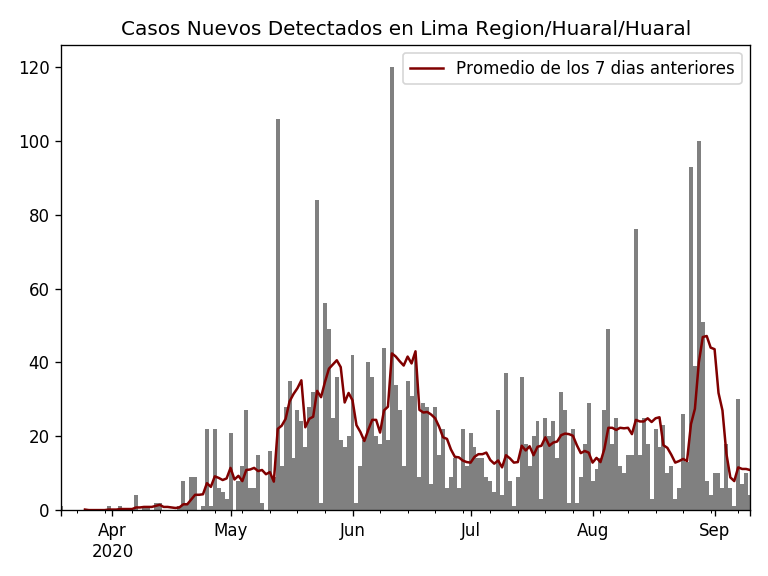 Casos Nuevos Detectados en Lima Region/Huaral/Huaral
Promedio de los 7 dias anteriores
120
100
80
60
40
20
0
Apr May Jun Jul Aug Sep
2020